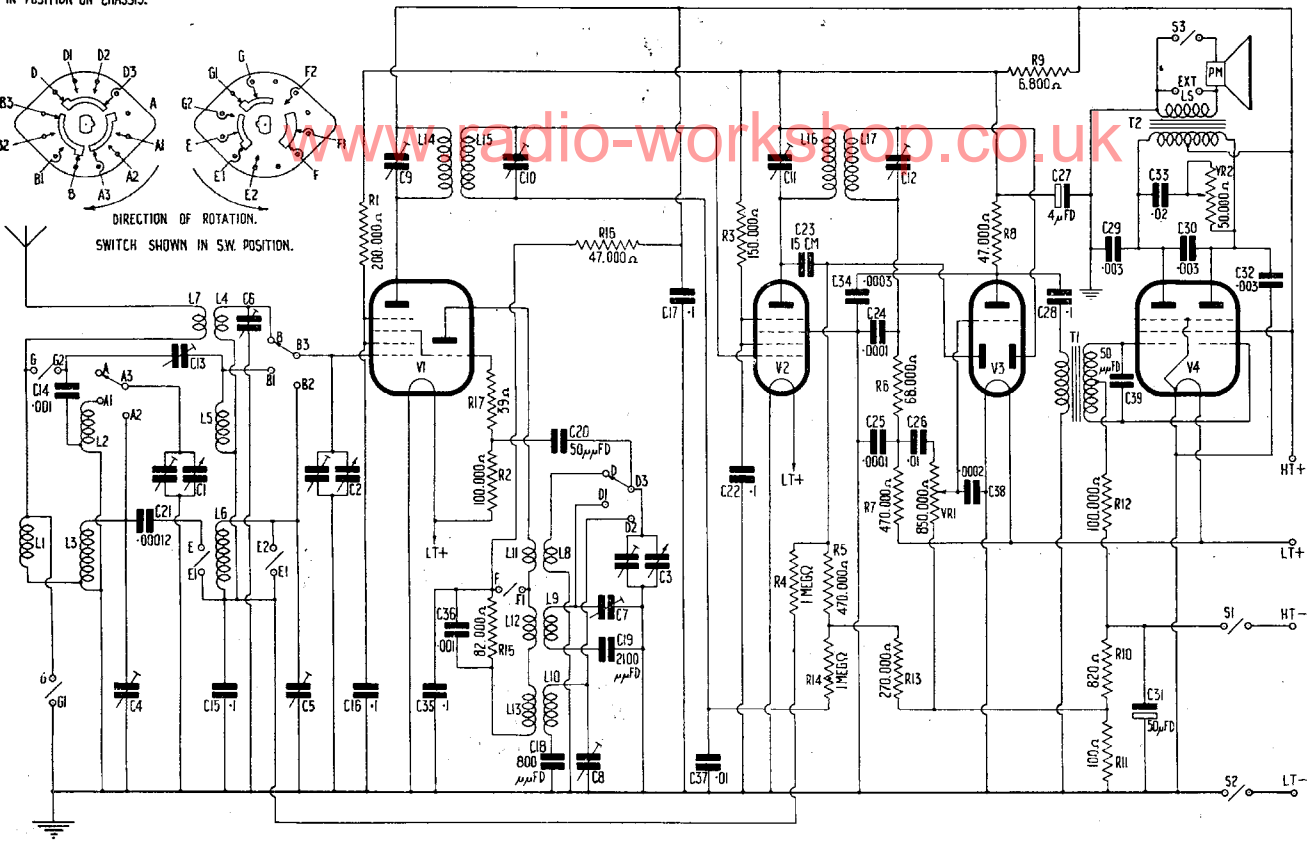 IN POSITION ON CHASSIS.
D1
D2
D
D3
B3
A
B2
A1
B1
A2
B
A3
G
G1
F2
G2
E
F1
E1
F
E2
DIRECTION OF ROTATION.
SWITCH SHOWN IN S.W. POSITION.
www.radio-workshop.co.uk
R9
6.800Ω
S3
PM
EXT
LS
T2
L14
L15
C9
C10
L16
L17
C11
C12
C27
4μFD
C33
.02
VR2
50.000Ω
R1
200.000Ω
R16
47.000Ω
R3
150.000Ω
C23
15 CM
R8
47.000Ω
C29
.003
C30
.003
C32
.003
L7
L4
C6
C17
.1
C34
.0003
C24
.0001
C28
.1
B
B3
B1
B2
G
G2
C13
C14
.001
A
A3
A1
A2
L2
L5
V1
V2
V3
V4
T1
50
μμFD
C39
R17
39Ω
R6
68.000Ω
C20
50μμFD
C25
.0001
C26
.01
.0002
C38
C1
C2
R2
100.000Ω
D
D3
D1
D2
C22
.1
LT+
R7
470.000Ω
850.000Ω
VR1
R12
100.000Ω
HT+
L1
L3
C21
.00012
L6
E
E1
E2
E1
LT+
L11
L8
C3
R4
1 MEGΩ
R5
470.000Ω
LT+
F
F1
C36
.001
82.000Ω
R15
L12
L9
C7
C19
2100
μμFD
S1
HT-
G
G1
C4
C15
.1
C5
C16
.1
C35
.1
L13
L10
C18
800
μμFD
C8
C37
.01
R14
1MEGΩ
270.000Ω
R13
820Ω
R10
C31
50μFD
100Ω
R11
S2
LT-